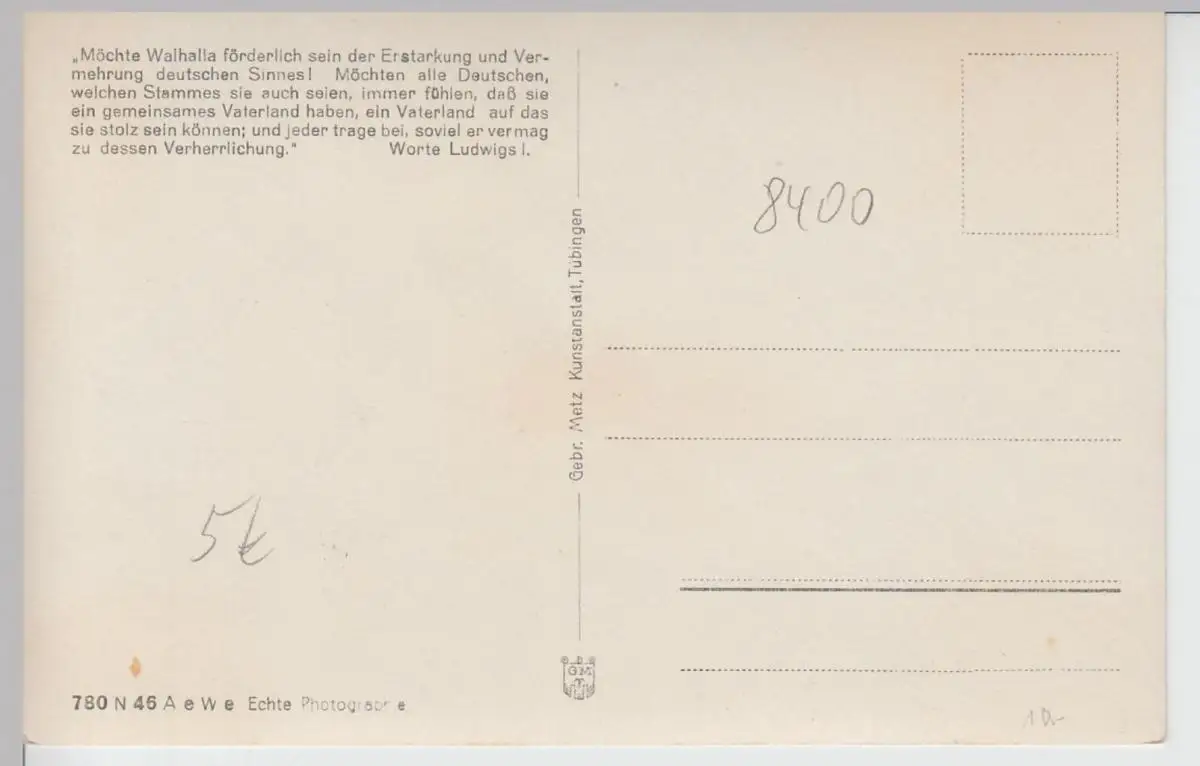 „Möchte Walhalla förderlich sein der Erstarkung und Ver-
mehrung deutschen Sinnes! Möchten alle Deutschen,
welchen Stammes sie auch seien, immer fühlen, daß sie
ein gemeinsames Vaterland haben, ein Vaterland auf das
sie stolz sein können; und jeder trage bei, soviel er vermag
zu dessen Verherrlichung." Worte Ludwigs I.
8400
Gebr. Metz Kunstanstalt, Tübingen
5€
GM
T
780 N 46 A e W e Echte Photographie